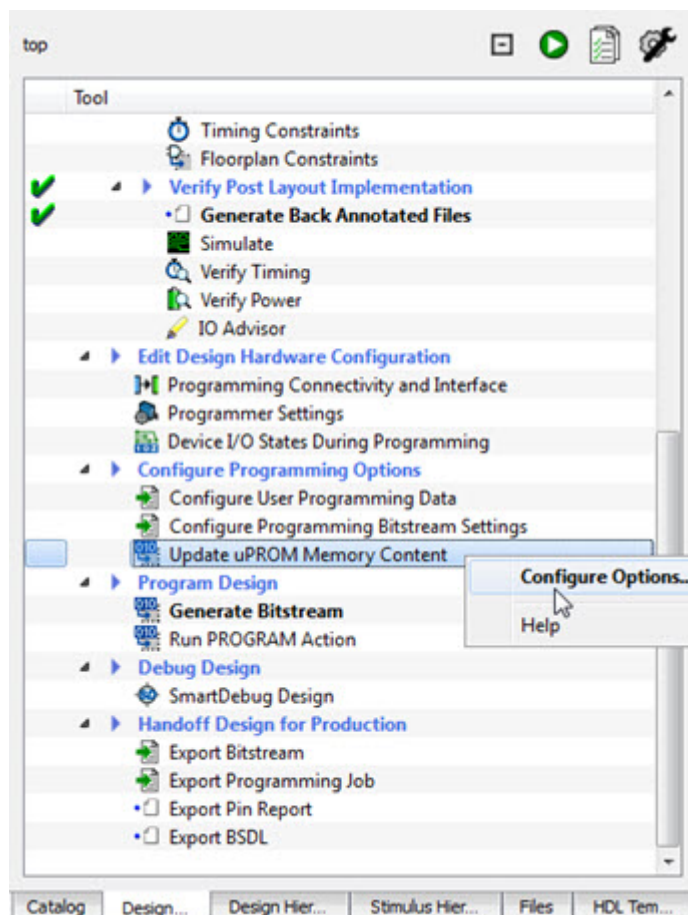 top
Tool
Timing Constraints
Floorplan Constraints
Verify Post Layout Implementation
Generate Back Annotated Files
Simulate
Verify Timing
Verify Power
IO Advisor
Edit Design Hardware Configuration
Programming Connectivity and Interface
Programmer Settings
Device I/O States During Programming
Configure Programming Options
Configure User Programming Data
Configure Programming Bitstream Settings
Update uPROM Memory Content
Configure Options...
Program Design
Generate Bitstream
Help
Run PROGRAM Action
Debug Design
SmartDebug Design
Handoff Design for Production
Export Bitstream
Export Programming Job
Export Pin Report
Export BSDL
Catalog Design... Design Hier... Stimulus Hier... Files HDL Tem...